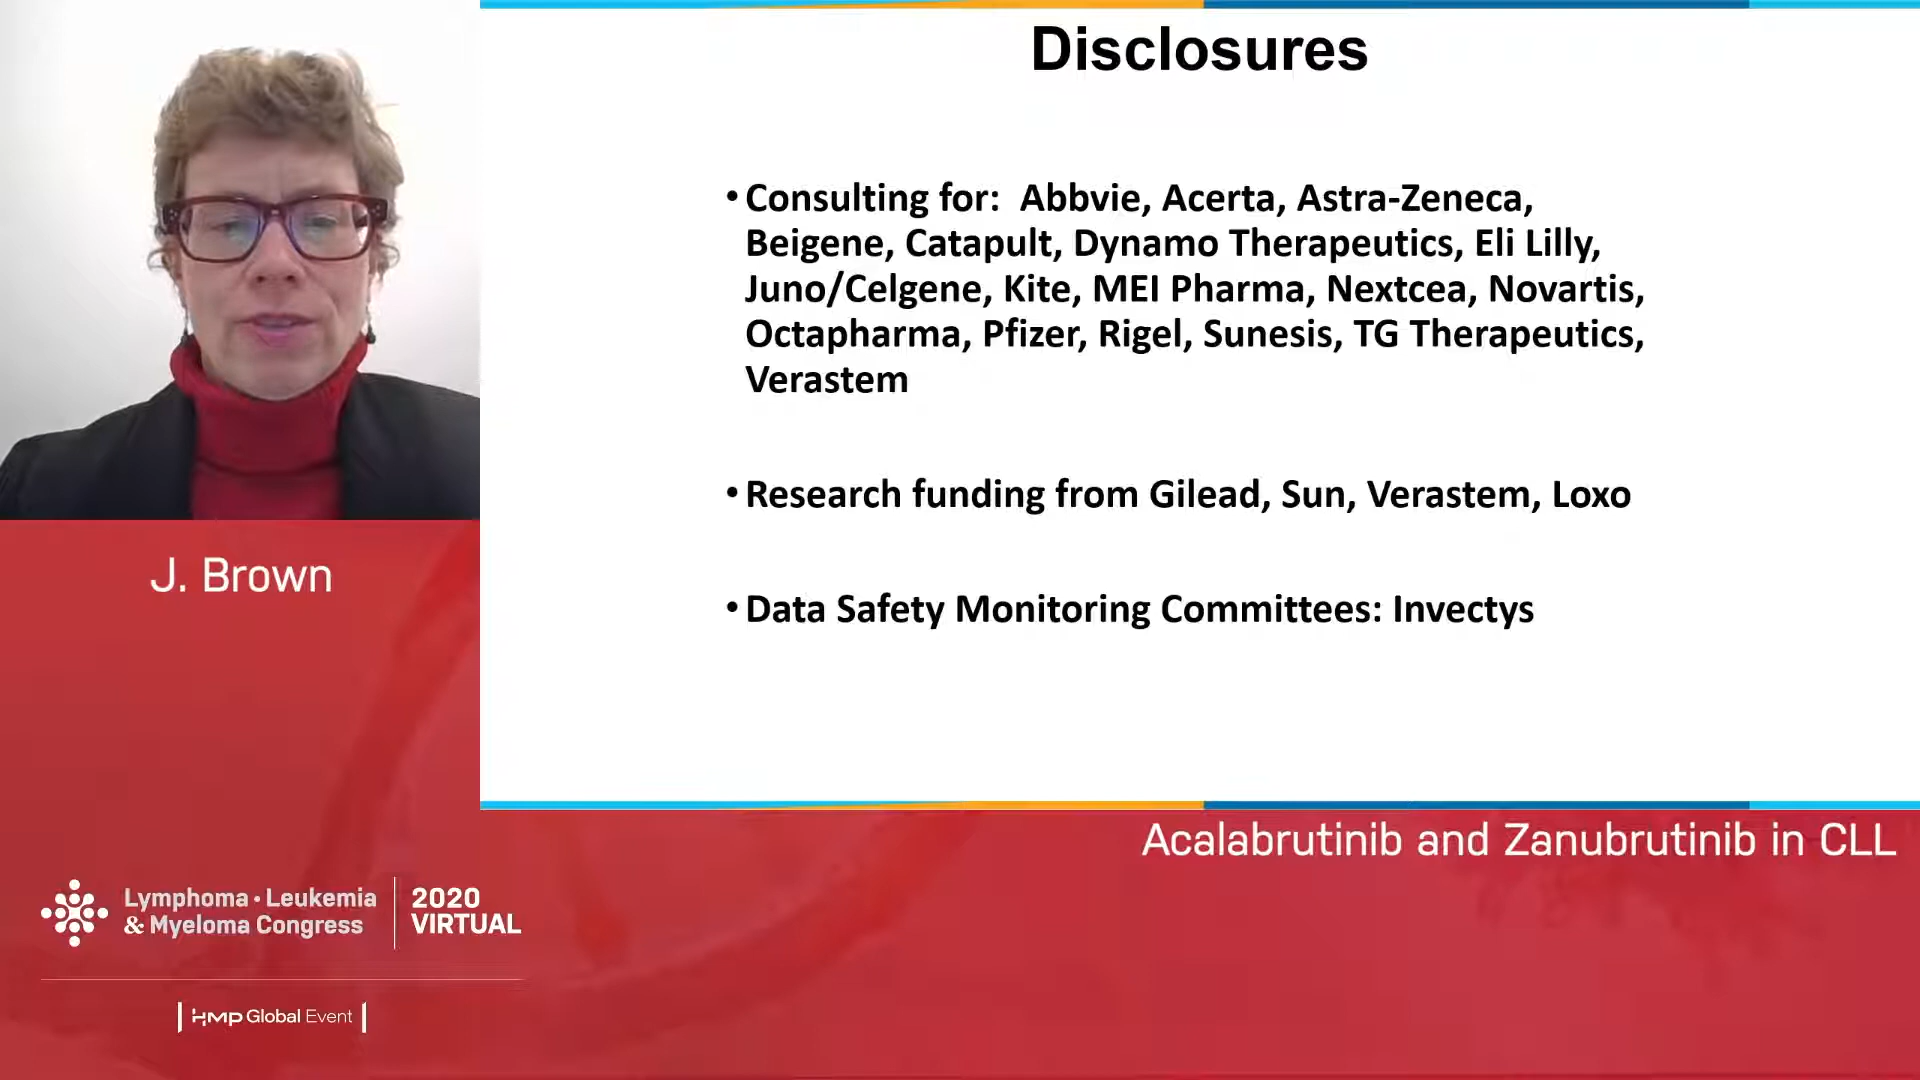 Disclosures
• Consulting for: Abbvie, Acerta, Astra-Zeneca,
Beigene, Catapult, Dynamo Therapeutics, Eli Lilly,
Juno/Celgene, Kite, MEI Pharma, Nextcea, Novartis,
Octapharma, Pfizer, Rigel, Sunesis, TG Therapeutics,
Verastem
• Research funding from Gilead, Sun, Verastem, Loxo
• Data Safety Monitoring Committees: Invectys
J. Brown
Acalabrutinib and Zanubrutinib in CLL
Lymphoma • Leukemia
& Myeloma Congress
2020
VIRTUAL
HMP Global Event